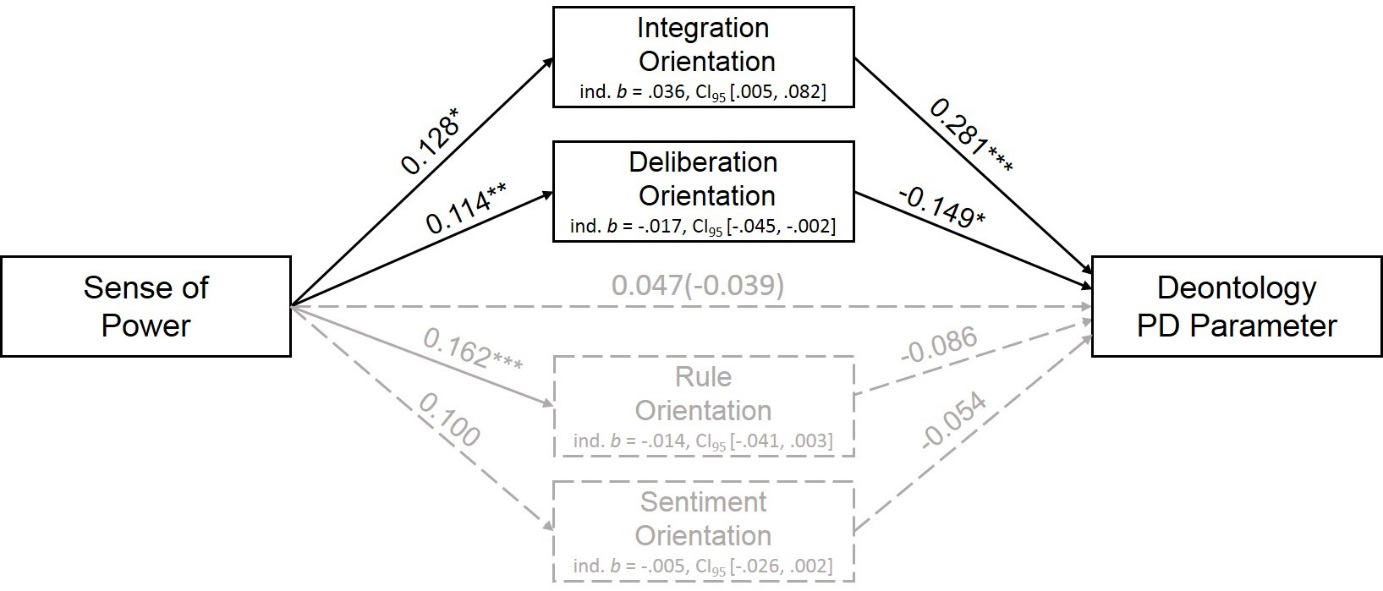 Integration
Orientation
ind. b = .036, CI95 [.005, .082]
0.128*
0.281***
Deliberation
Orientation
ind. b = -.017, CI95 [-.045, -.002]
0.114**
-0.149*
Sense of
Power
0.047(-0.039)
Deontology
PD Parameter
0.162***
-0.086
Rule
Orientation
ind. b = -.014, CI95 [-.041, .003]
0.100
-0.054
Sentiment
Orientation
ind. b = -.005, CI95 [-.026, .002]